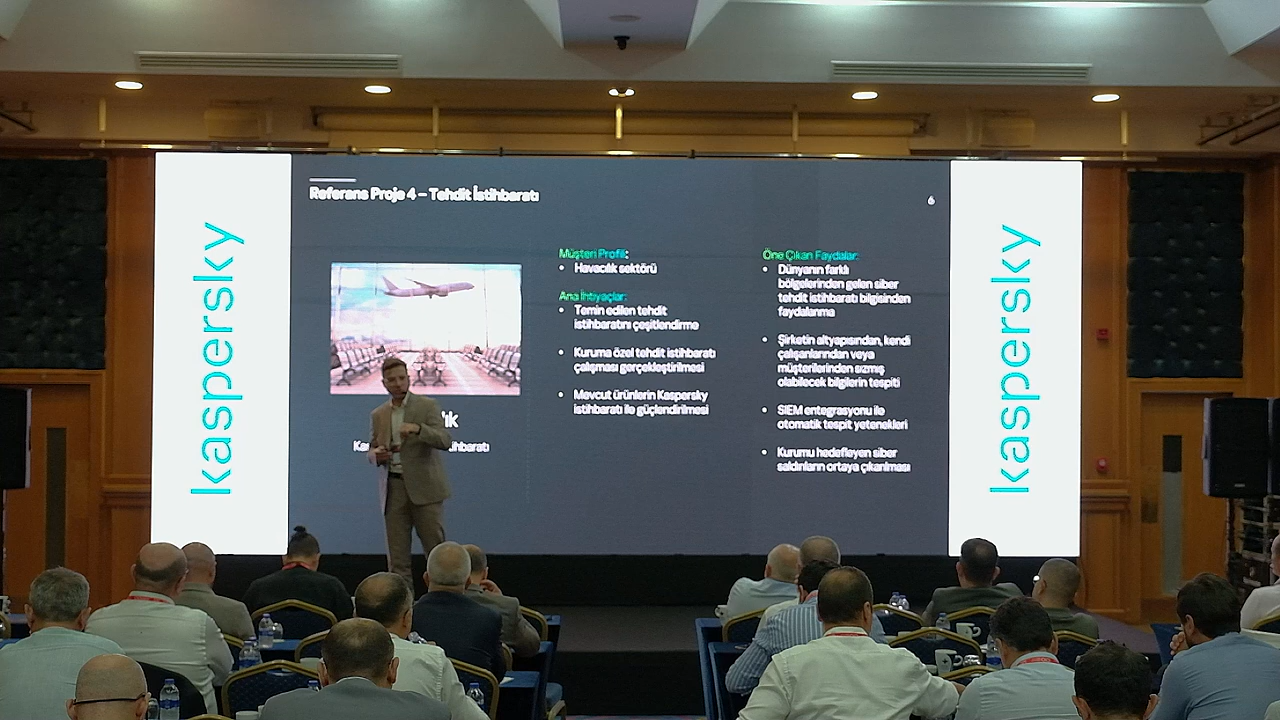 Referans Proje 4 – Tehdit İstihbaratı
6
kaspersky
Müşteri Profili:
• Havacılık sektörü
Ana İhtiyaçlar:
• Temin edilen tehdit
istihbaratını çeşitlendirme
• Kuruma özel tehdit istihbaratı
çalışması gerçekleştirilmesi
• Mevcut ürünlerin Kaspersky
istihbaratı ile güçlendirilmesi
Öne Çıkan Faydalar:
• Dünyanın farklı
bölgelerinden gelen siber
tehdit istihbaratı bilgisinden
faydalanma
• Şirketin altyapısından, kendi
çalışanlarından veya
müşterilerinden sızmış
olabilecek bilgilerin tespiti
• SIEM entegrasyonu ile
otomatik tespit yetenekleri
• Kurumu hedefleyen siber
saldırıların ortaya çıkarılması
kaspersky